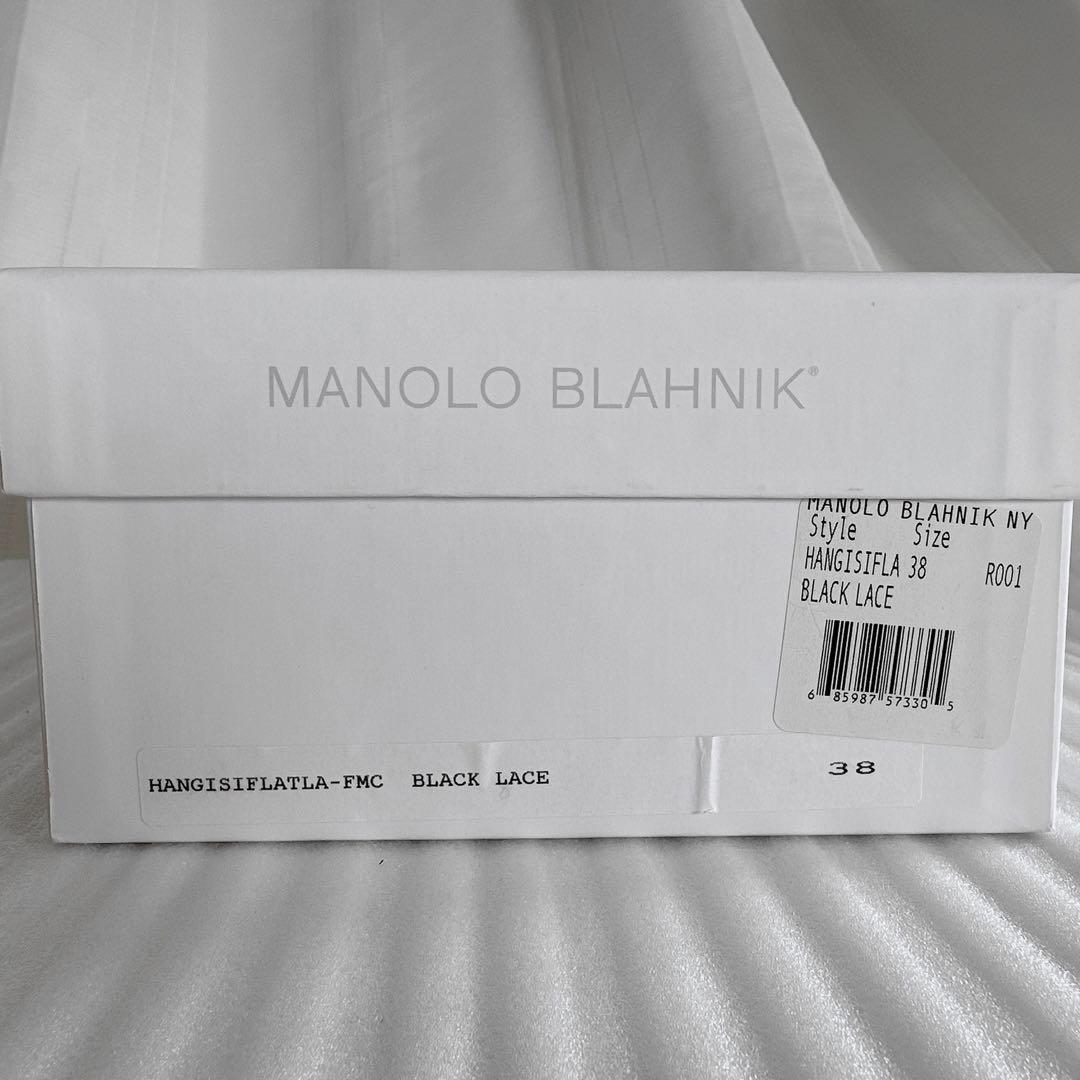 MANOLO BLAHNIK®
MANOLO BLAHNIK NY
Style Size
HANGISIFLA 38 R001
BLACK LACE
6 85987 57330 5
HANGISIFLATLA-FMC BLACK LACE 38